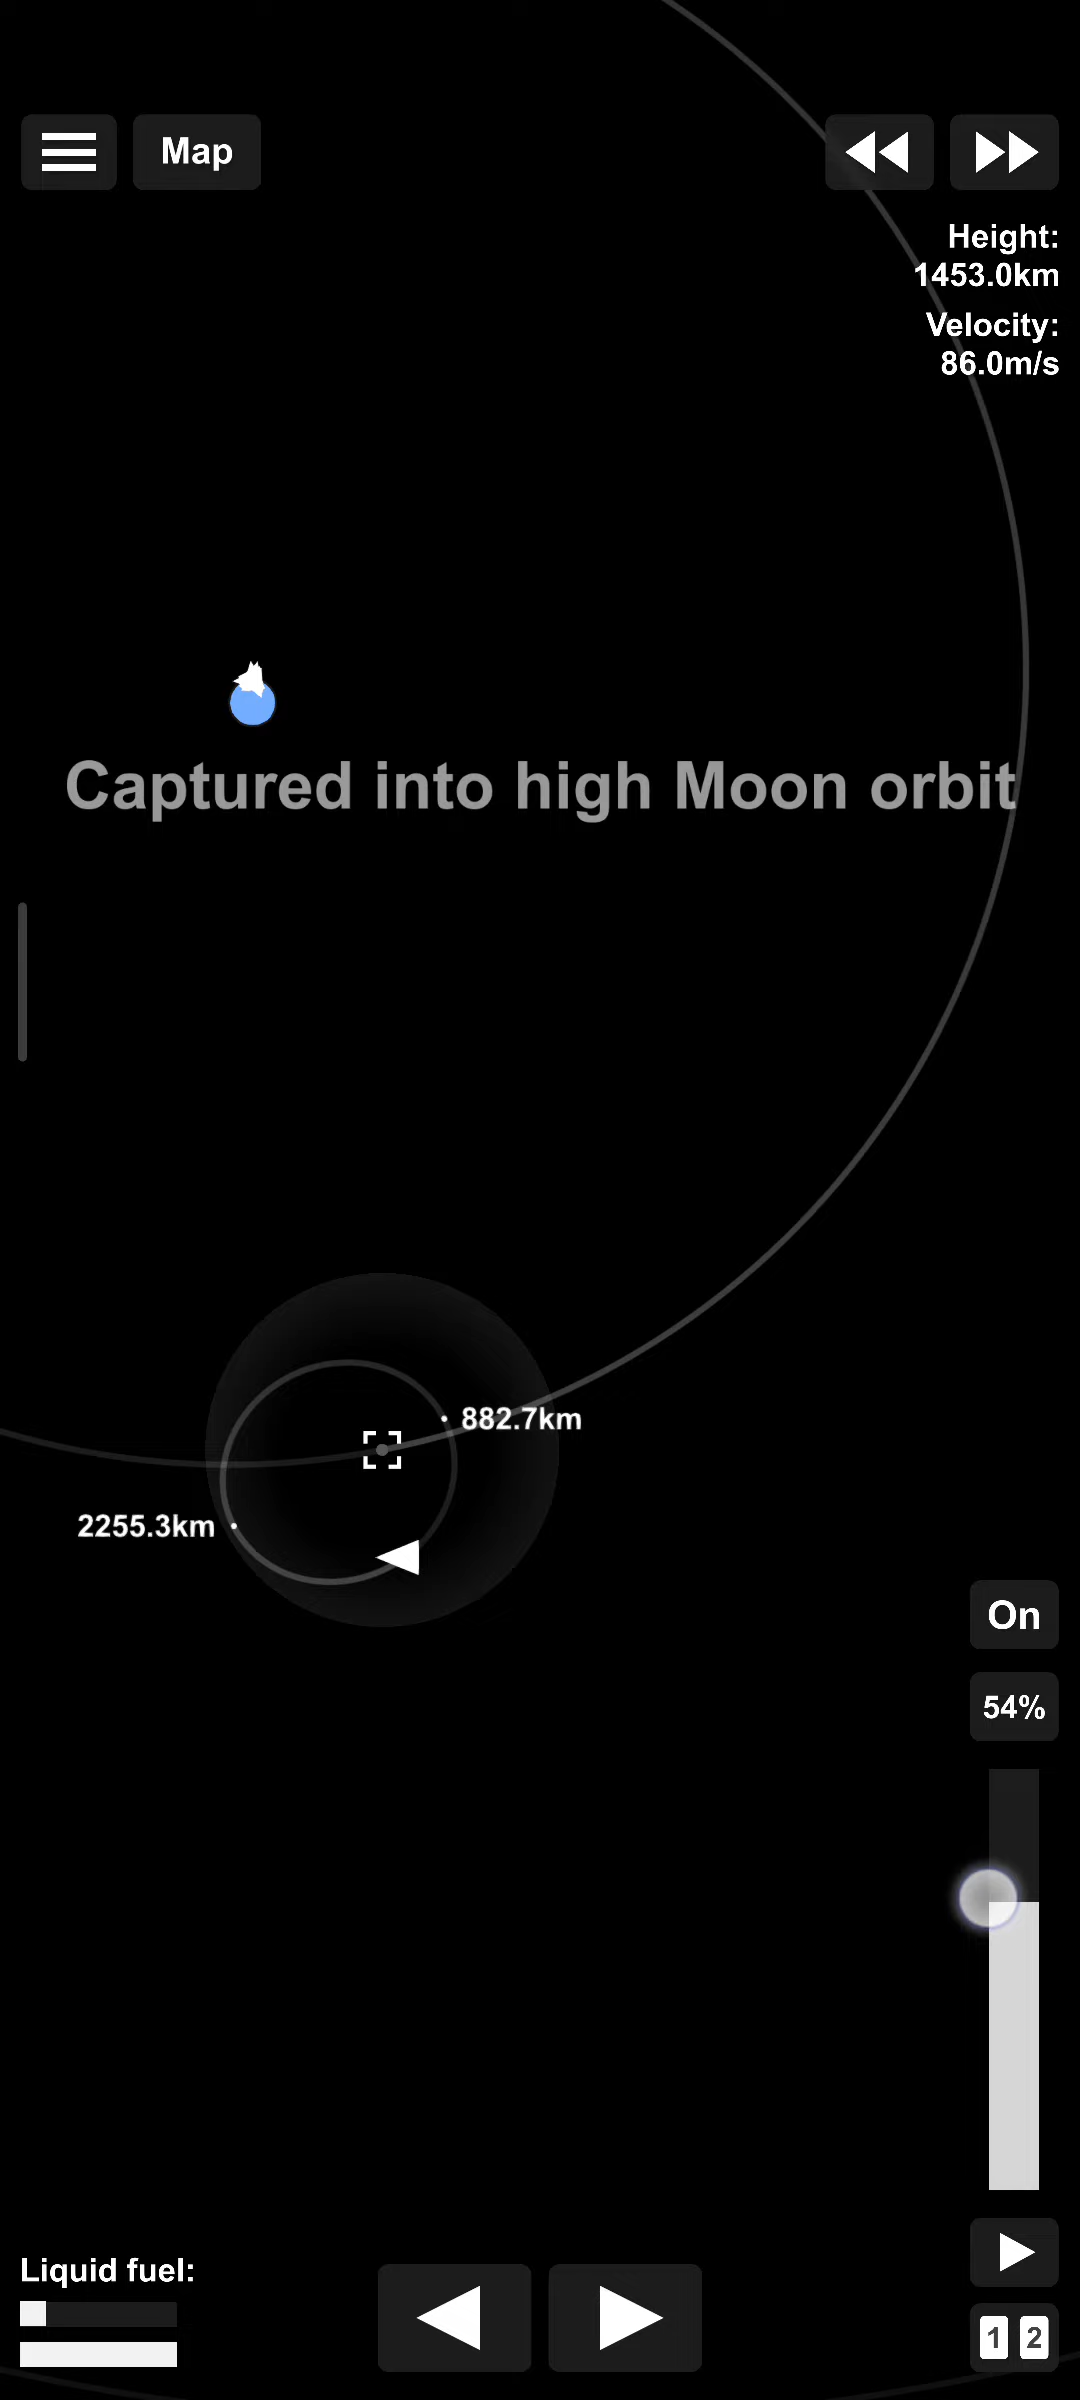 Map
Height:
1453.0km
Velocity:
86.0m/s
Captured into high Moon orbit
882.7km
2255.3km
On
54%
Liquid fuel:
1 2